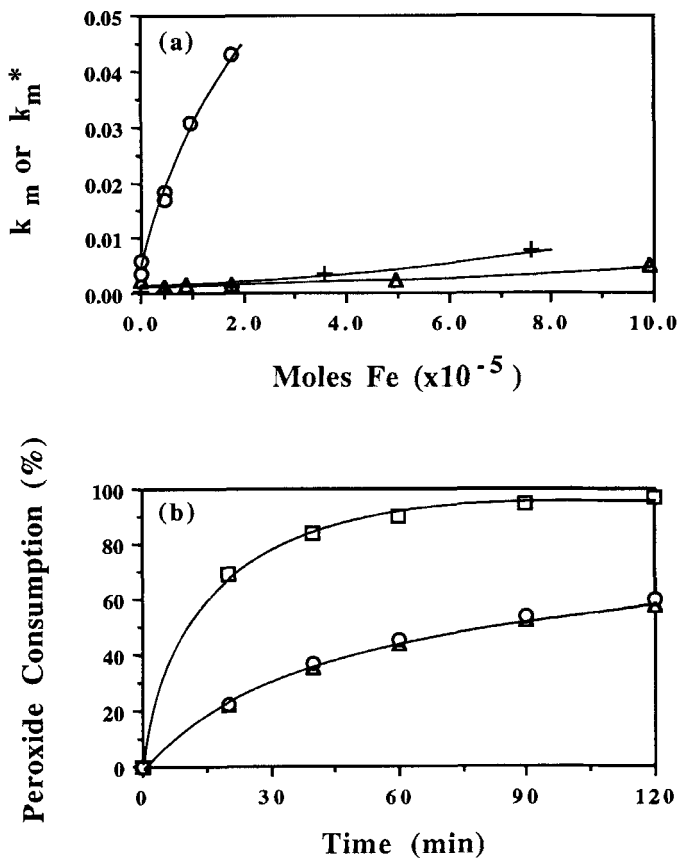 (a)
k m or k m*
0.05
0.04
0.03
0.02
0.01
0.00
0.0 2.0 4.0 6.0 8.0 10.0
Moles Fe (x10 -5 )
(b)
Peroxide Consumption (%)
100
80
60
40
20
0
0 30 60 90 120
Time (min)